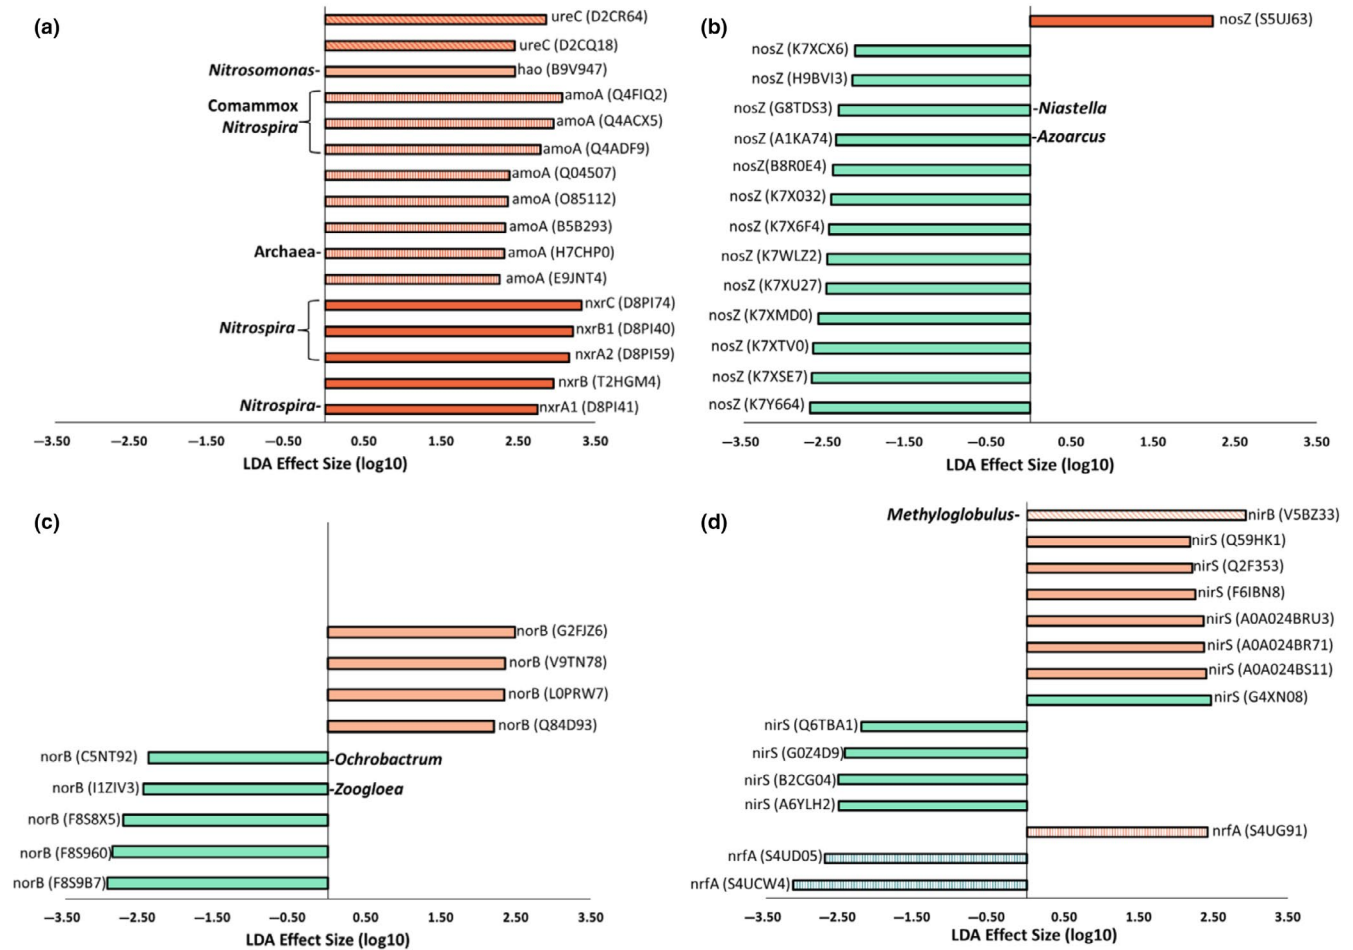 (a)
ureC (D2CR64)
ureC (D2CQ18)
Nitrosomonas-
hao (B9V947)
Comammox
Nitrospira
amoA (Q4FIQ2)
amoA (Q4ACX5)
amoA (Q4ADF9)
amoA (Q04507)
amoA (O85112)
amoA (B5B293)
Archaea-
amoA (H7CHP0)
amoA (E9JNT4)
Nitrospira
nxrC (D8PI74)
nxrB1 (D8PI40)
nxrA2 (D8PI59)
nxrB (T2HGM4)
Nitrospira-
nxrA1 (D8PI41)
−3.50 −2.50 −1.50 −0.50 0.50 1.50 2.50 3.50
LDA Effect Size (log10)
(b)
nosZ (S5UJ63)
nosZ (K7XCX6)
nosZ (H9BVI3)
nosZ (G8TDS3)
-Niastella
nosZ (A1KA74)
-Azoarcus
nosZ(B8R0E4)
nosZ (K7X032)
nosZ (K7X6F4)
nosZ (K7WLZ2)
nosZ (K7XU27)
nosZ (K7XMD0)
nosZ (K7XTV0)
nosZ (K7XSE7)
nosZ (K7Y664)
−3.50 −2.50 −1.50 −0.50 0.50 1.50 2.50 3.50
LDA Effect Size (log10)
(c)
norB (G2FJZ6)
norB (V9TN78)
norB (L0PRW7)
norB (Q84D93)
norB (C5NT92)
-Ochrobactrum
norB (I1ZIV3)
-Zoogloea
norB (F8S8X5)
norB (F8S960)
norB (F8S9B7)
−3.50 −2.50 −1.50 −0.50 0.50 1.50 2.50 3.50
LDA Effect Size (log10)
(d)
Methyloglobulus-
nirB (V5BZ33)
nirS (Q59HK1)
nirS (Q2F353)
nirS (F6IBN8)
nirS (A0A024BRU3)
nirS (A0A024BR71)
nirS (A0A024BS11)
nirS (G4XN08)
nirS (Q6TBA1)
nirS (G0Z4D9)
nirS (B2CG04)
nirS (A6YLH2)
nrfA (S4UG91)
nrfA (S4UD05)
nrfA (S4UCW4)
−3.50 −2.50 −1.50 −0.50 0.50 1.50 2.50 3.50
LDA Effect Size (log10)